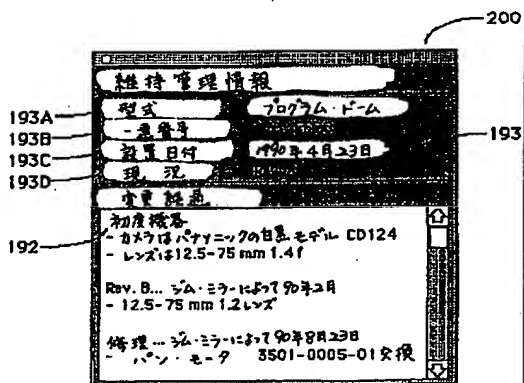 200
維持管理情報
193A 型式 プログラム・ドーム
193B 一意番号
193
193C 設置日付 1990年4月23日
193D 現況
変更経過
192
初度機器
- カメラはパナソニックの白黒モデル CD124
- レンズは12.5-75 mm 1.4f
Rev. B... ジム・ミラーによって90年2月
- 12.5-75 mm 1.2レンズ
修理... ジム・ミラーによって90年8月23日
- パン・モータ 3501-0005-01交換